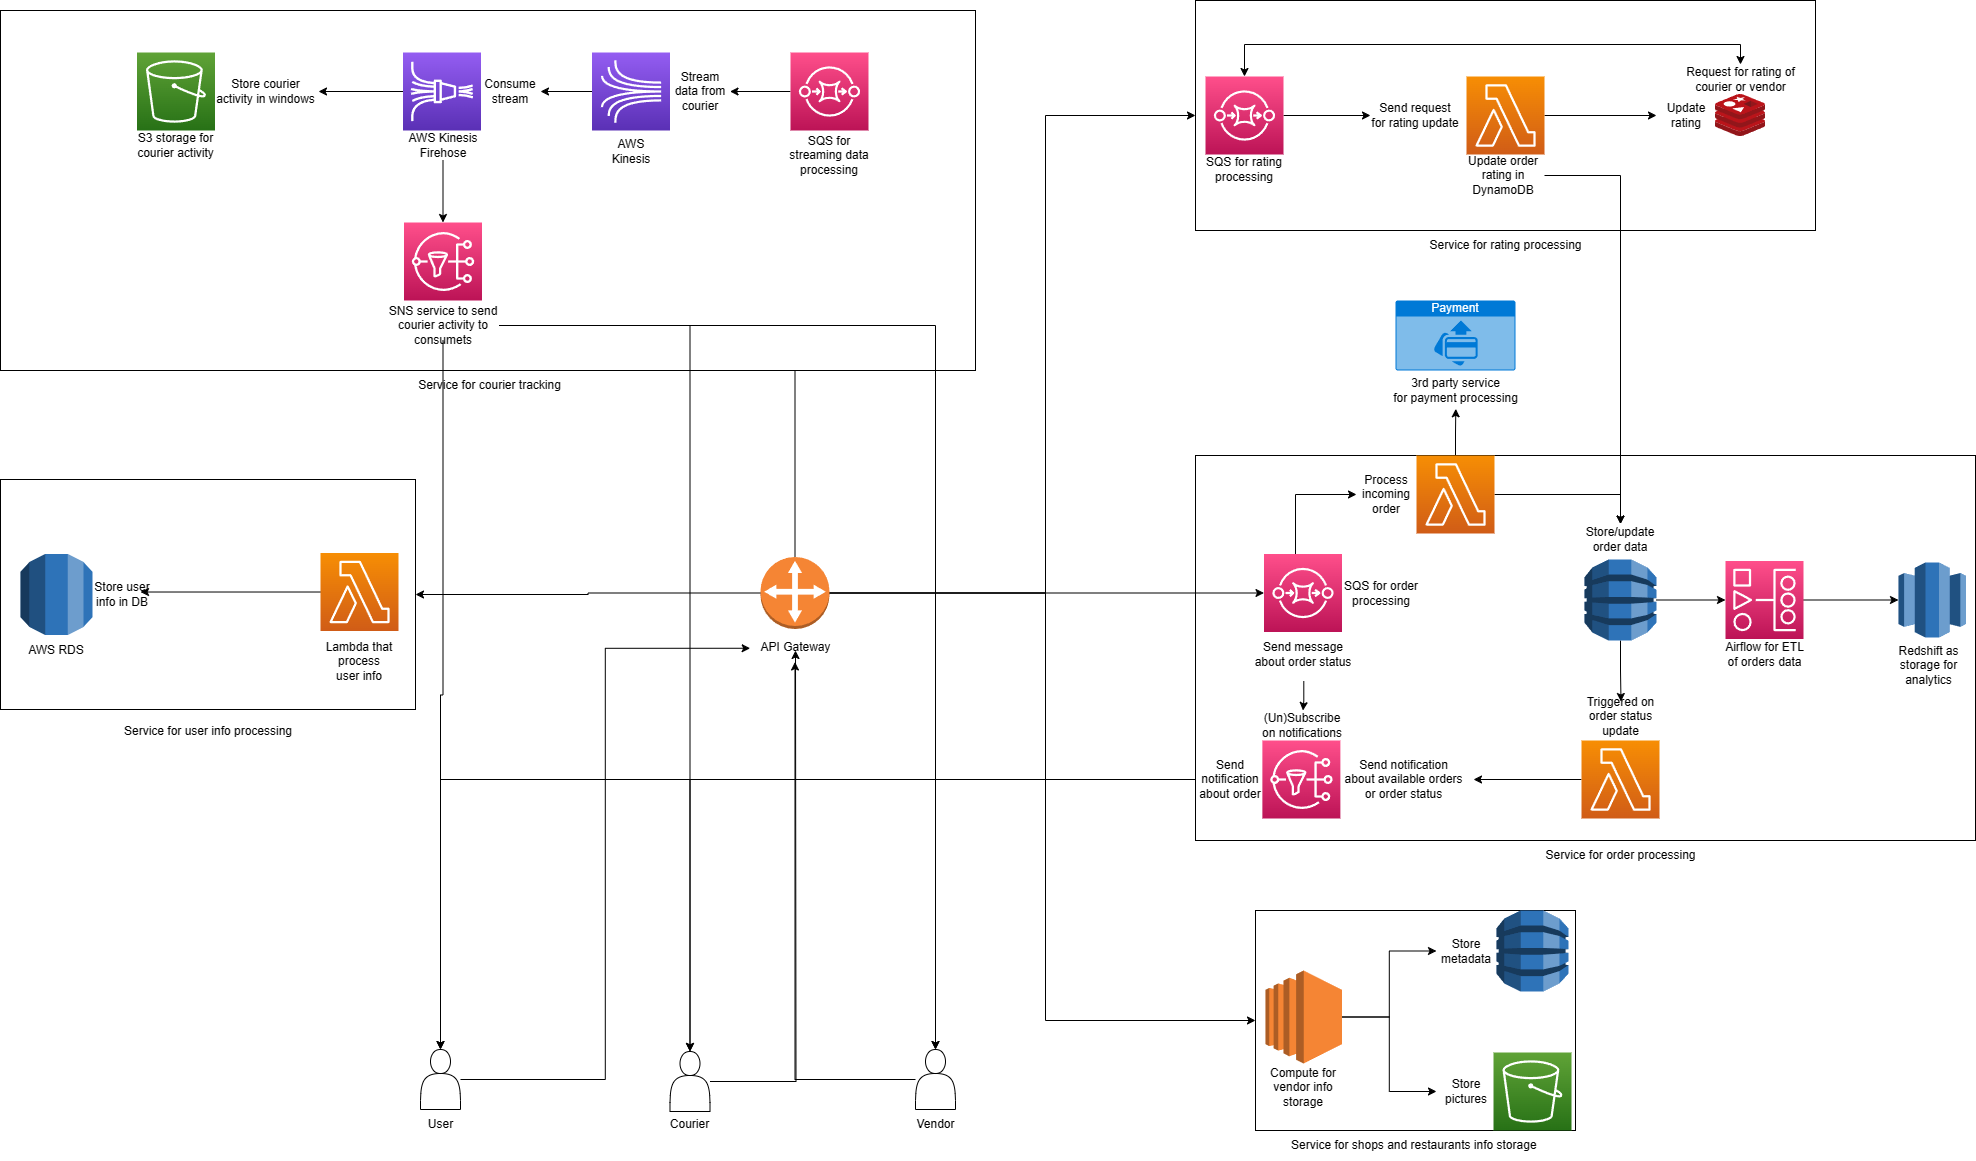 Store courier
activity in windows
S3 storage for
courier activity
Consume
stream
AWS Kinesis
Firehose
Stream
data from
courier
AWS
Kinesis
SQS for
streaming data
processing
SNS service to send
courier activity to
consumets
Service for courier tracking
Request for rating of
courier or vendor
Send request
for rating update
Update
rating
SQS for rating
processing
Update order
rating in
DynamoDB
Service for rating processing
Payment
3rd party service
for payment processing
Process
incoming
order
Store/update
order data
SQS for order
processing
Send message
about order status
Airflow for ETL
of orders data
Redshift as
storage for
analytics
(Un)Subscribe
on notifications
Triggered on
order status
update
Send
notification
about order
Send notification
about available orders
or order status
Service for order processing
Store user
info in DB
AWS RDS
Lambda that
process
user info
Service for user info processing
API Gateway
Store
metadata
Compute for
vendor info
storage
Store
pictures
Service for shops and restaurants info storage
User
Courier
Vendor